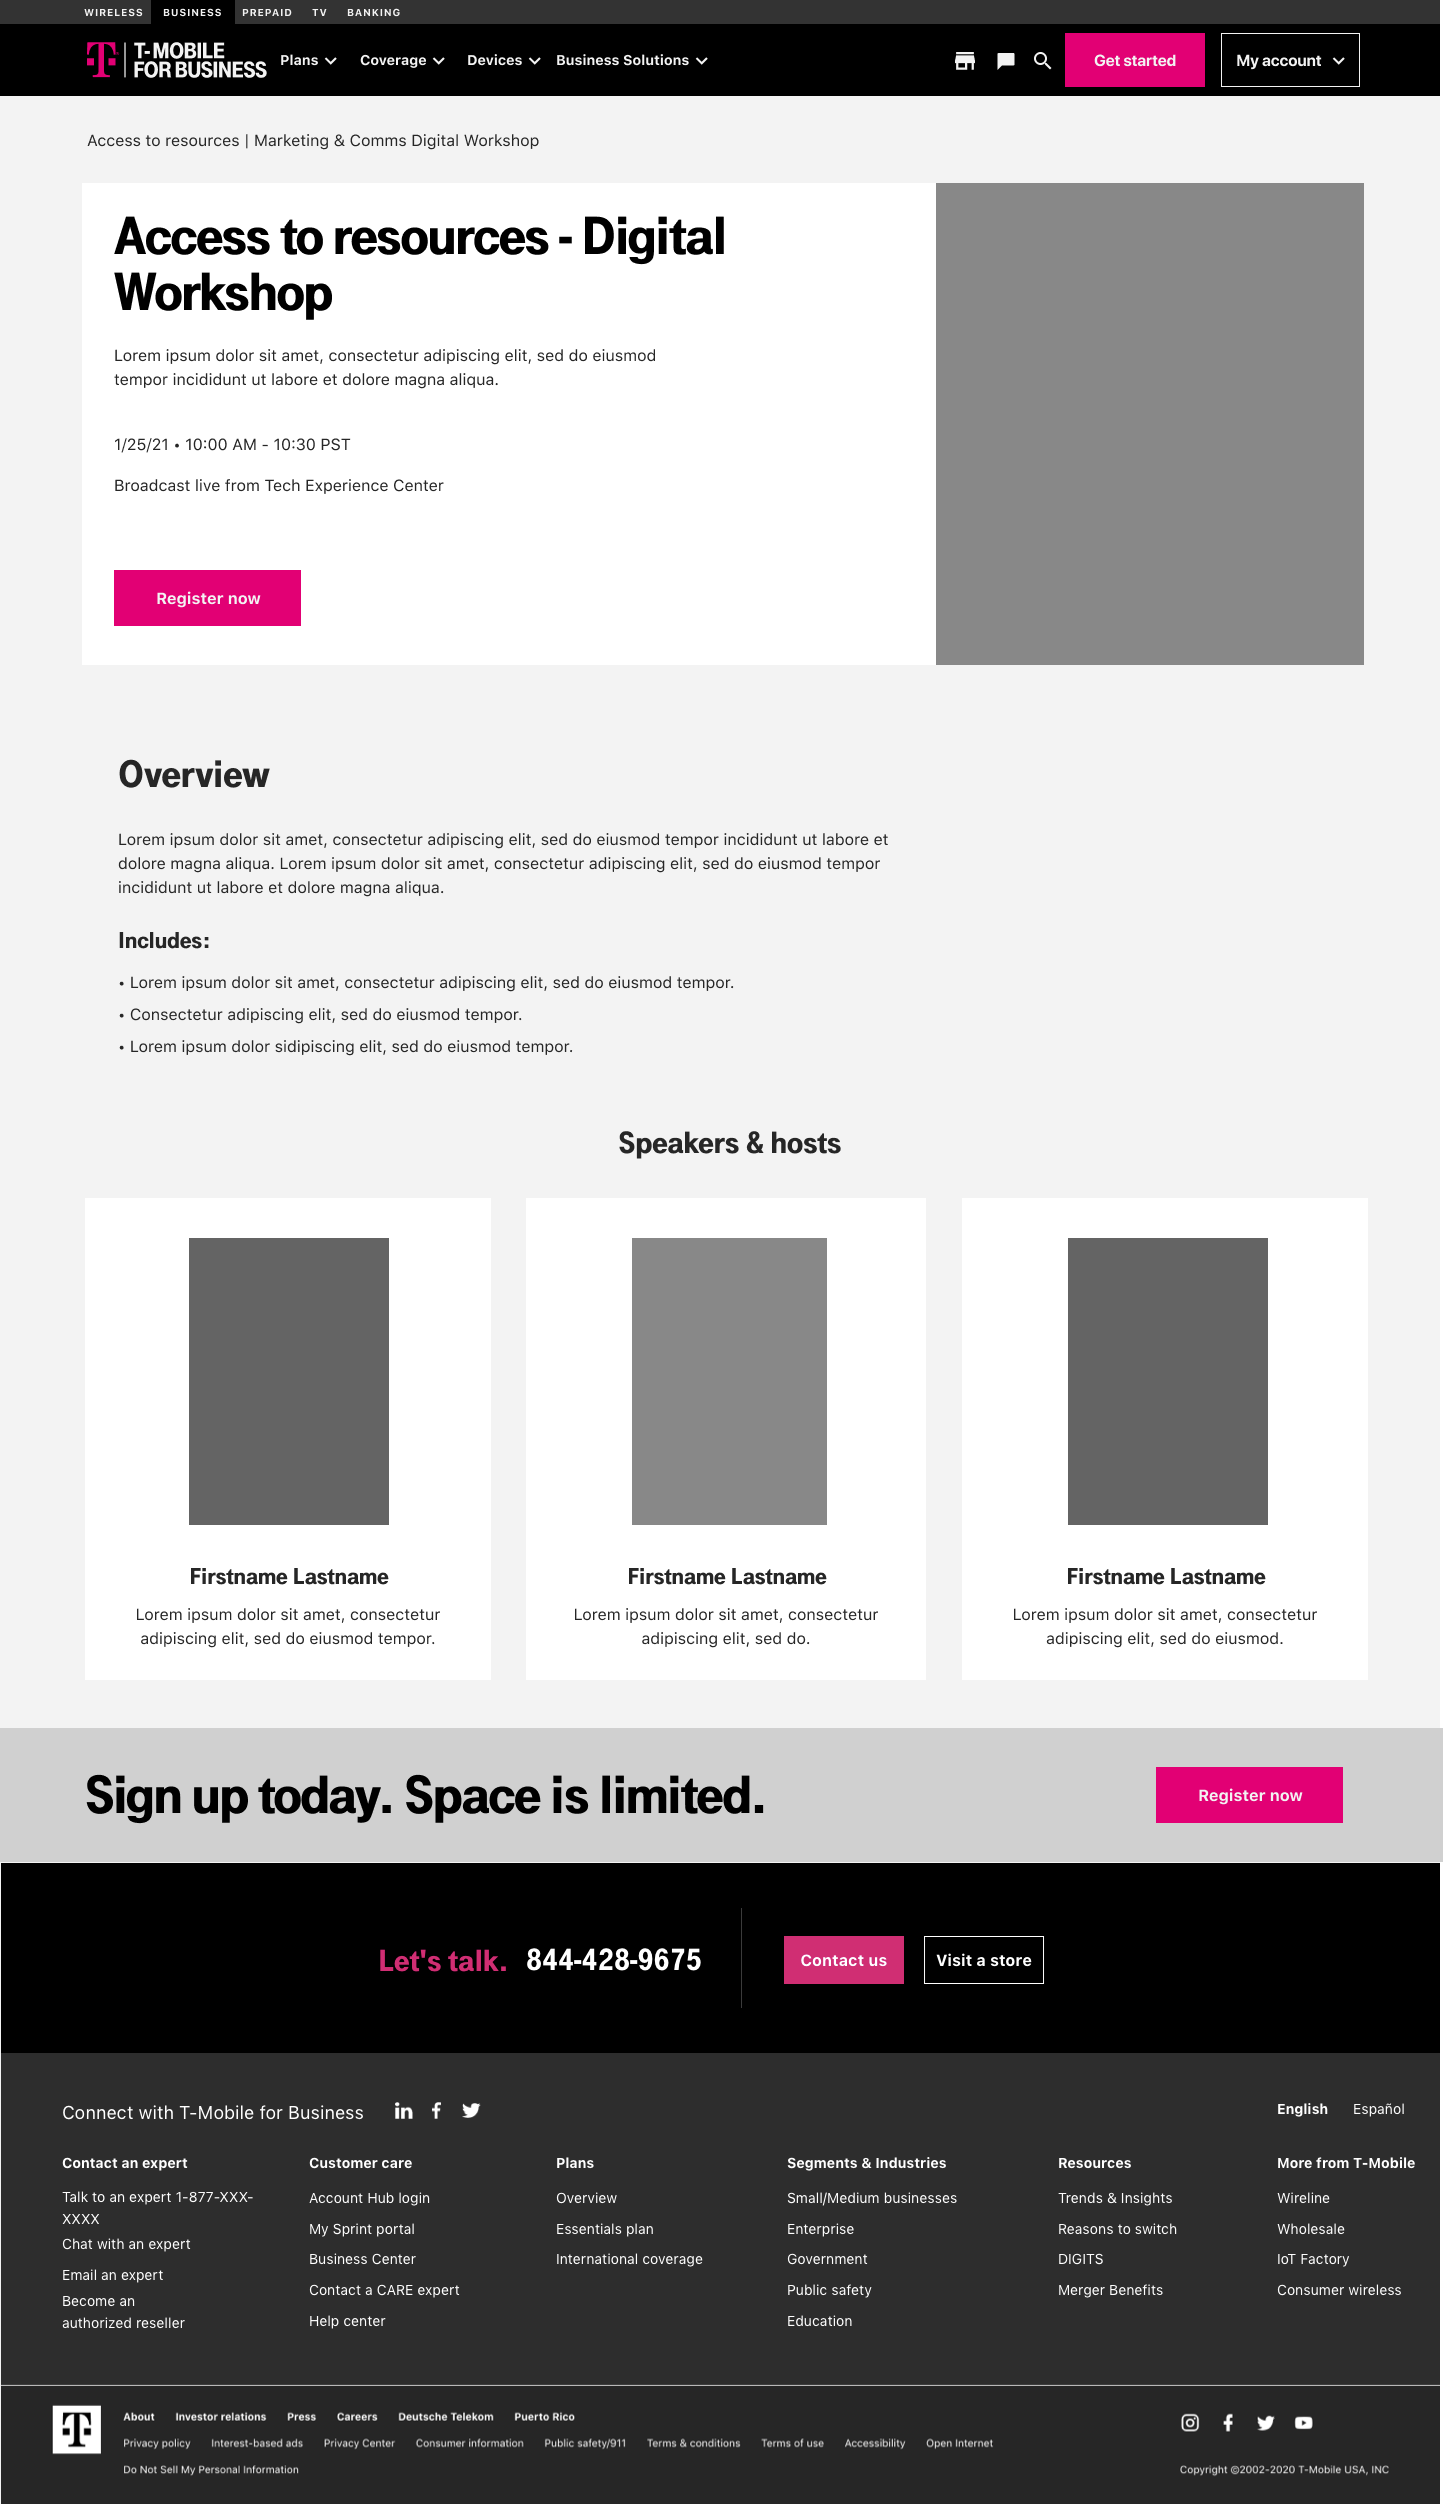 WIRELESS BUSINESS PREPAID TV BANKING
T-MOBILE
FOR BUSINESS
Plans Coverage Devices Business Solutions Get started My account
Access to resources | Marketing & Comms Digital Workshop
Access to resources - Digital
Workshop
Lorem ipsum dolor sit amet, consectetur adipiscing elit, sed do eiusmod
tempor incididunt ut labore et dolore magna aliqua.
1/25/21 • 10:00 AM - 10:30 PST
Broadcast live from Tech Experience Center
Register now
Overview
Lorem ipsum dolor sit amet, consectetur adipiscing elit, sed do eiusmod tempor incididunt ut labore et
dolore magna aliqua. Lorem ipsum dolor sit amet, consectetur adipiscing elit, sed do eiusmod tempor
incididunt ut labore et dolore magna aliqua.
Includes:
• Lorem ipsum dolor sit amet, consectetur adipiscing elit, sed do eiusmod tempor.
• Consectetur adipiscing elit, sed do eiusmod tempor.
• Lorem ipsum dolor sidipiscing elit, sed do eiusmod tempor.
Speakers & hosts
Firstname Lastname
Lorem ipsum dolor sit amet, consectetur
adipiscing elit, sed do eiusmod tempor.
Firstname Lastname
Lorem ipsum dolor sit amet, consectetur
adipiscing elit, sed do.
Firstname Lastname
Lorem ipsum dolor sit amet, consectetur
adipiscing elit, sed do eiusmod.
Sign up today. Space is limited.
Register now
Let's talk. 844-428-9675
Contact us
Visit a store
Connect with T-Mobile for Business
English Español
Contact an expert
Talk to an expert 1-877-XXX-
XXXX
Chat with an expert
Email an expert
Become an
authorized reseller
Customer care
Account Hub login
My Sprint portal
Business Center
Contact a CARE expert
Help center
Plans
Overview
Essentials plan
International coverage
Segments & Industries
Small/Medium businesses
Enterprise
Government
Public safety
Education
Resources
Trends & Insights
Reasons to switch
DIGITS
Merger Benefits
More from T-Mobile
Wireline
Wholesale
IoT Factory
Consumer wireless
About Investor relations Press Careers Deutsche Telekom Puerto Rico
Privacy policy Interest-based ads Privacy Center Consumer information Public safety/911 Terms & conditions Terms of use Accessibility Open Internet
Do Not Sell My Personal Information
Copyright ©2002-2020 T-Mobile USA, INC